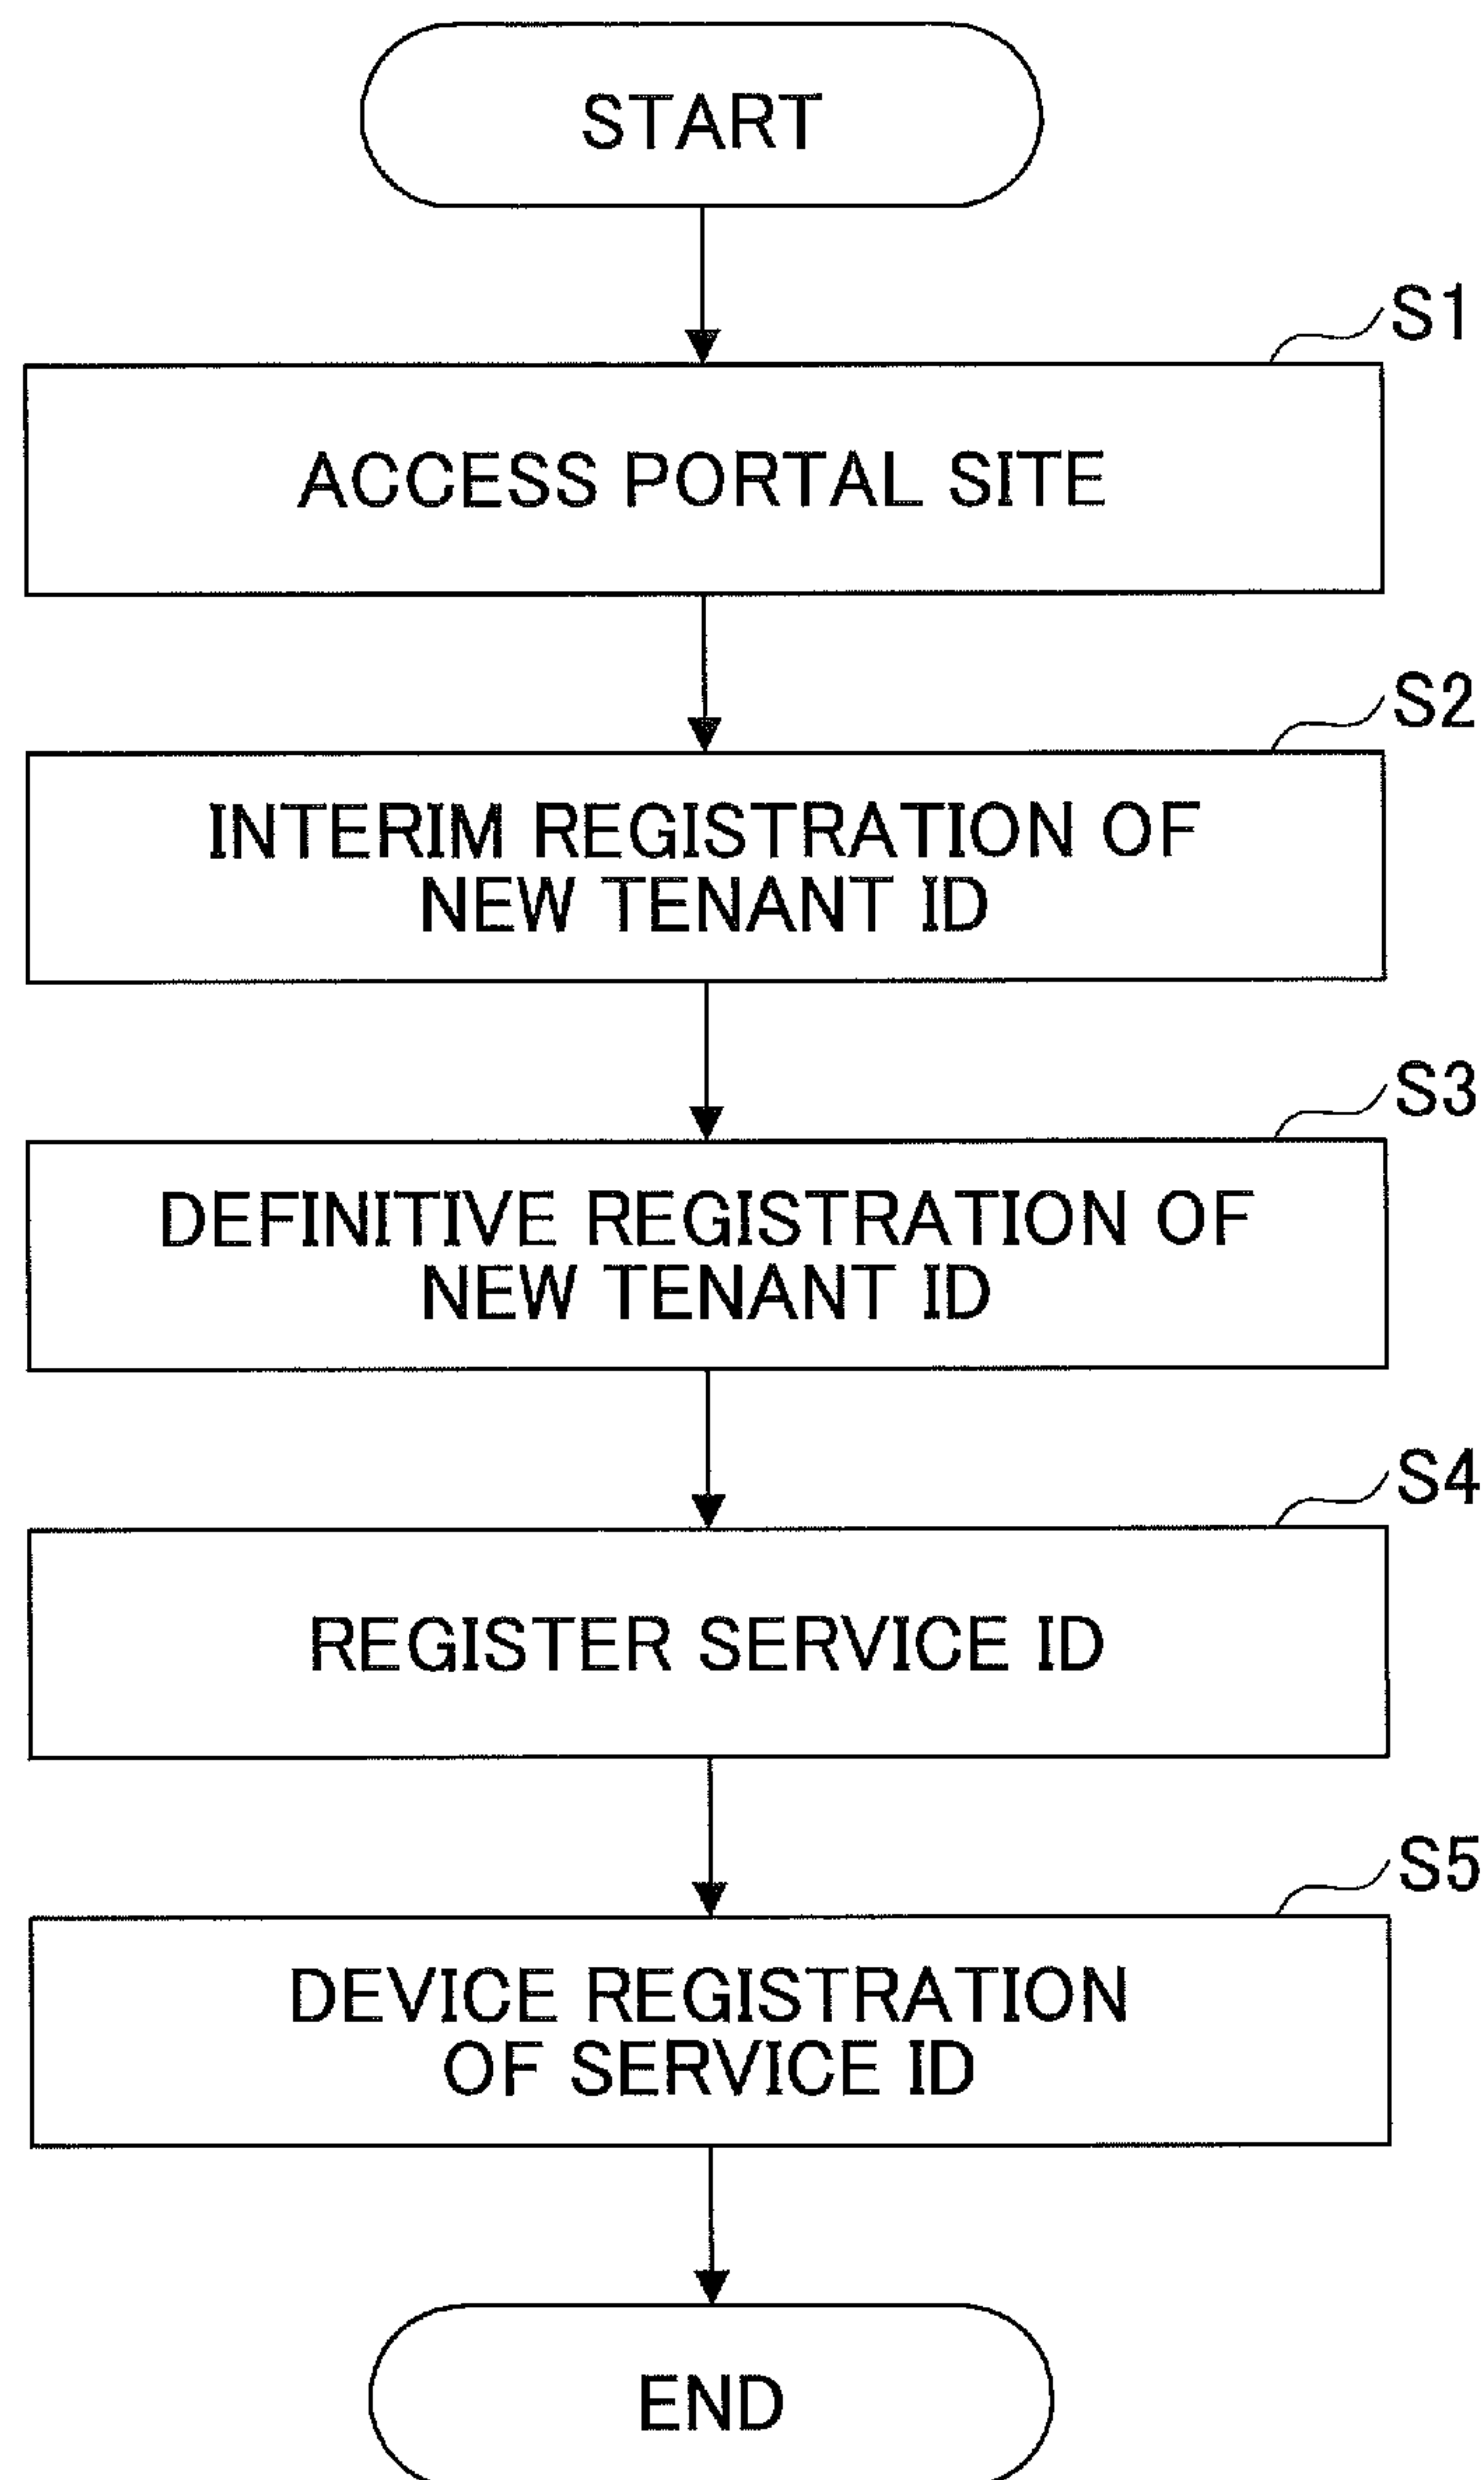 START
S1
ACCESS PORTAL SITE
S2
INTERIM REGISTRATION OF
NEW TENANT ID
S3
DEFINITIVE REGISTRATION OF
NEW TENANT ID
S4
REGISTER SERVICE ID
S5
DEVICE REGISTRATION
OF SERVICE ID
END